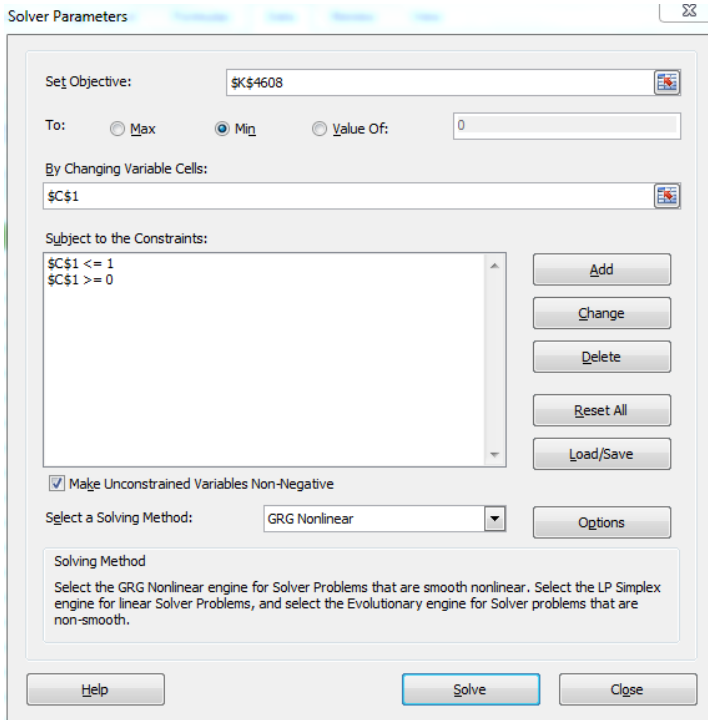 Solver Parameters
Set Objective:
$K$4608
To:
Max
Min
Value Of:
0
By Changing Variable Cells:
$C$1
Subject to the Constraints:
$C$1 <= 1
$C$1 >= 0
Add
Change
Delete
Reset All
Load/Save
Make Unconstrained Variables Non-Negative
Select a Solving Method:
GRG Nonlinear
Options
Solving Method
Select the GRG Nonlinear engine for Solver Problems that are smooth nonlinear. Select the LP Simplex
engine for linear Solver Problems, and select the Evolutionary engine for Solver problems that are
non-smooth.
Help
Solve
Close